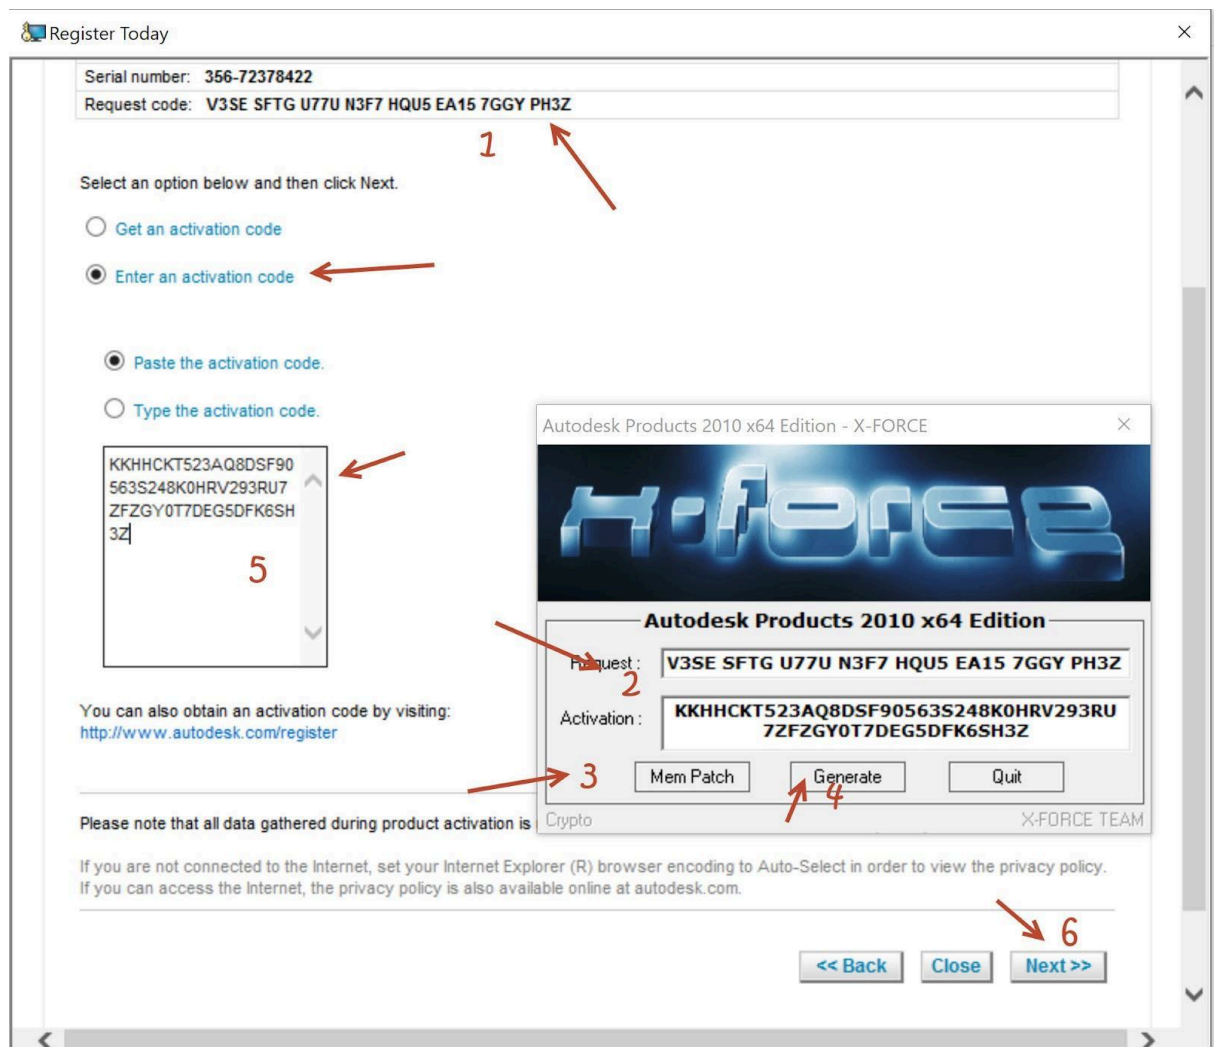 Register Today
Serial number: 356-72378422
Request code: V3SE SFTG U77U N3F7 HQU5 EA15 7GGY PH3Z
1
Select an option below and then click Next.
Get an activation code
Enter an activation code
Paste the activation code.
Type the activation code.
KKHHCKT523AQ8DSF90
563S248K0HRV293RU7
ZFZGY0T7DEG5DFK6SH
3Z
5
Autodesk Products 2010 x64 Edition - X-FORCE
x-force
Autodesk Products 2010 x64 Edition
Request : V3SE SFTG U77U N3F7 HQU5 EA15 7GGY PH3Z
2
Activation : KKHHCKT523AQ8DSF90563S248K0HRV293RU
7ZFZGY0T7DEG5DFK6SH3Z
3 Mem Patch Generate Quit
4
Crypto X-FORCE TEAM
You can also obtain an activation code by visiting:
http://www.autodesk.com/register
Please note that all data gathered during product activation is
If you are not connected to the Internet, set your Internet Explorer (R) browser encoding to Auto-Select in order to view the privacy policy.
If you can access the Internet, the privacy policy is also available online at autodesk.com.
6
<< Back Close Next >>